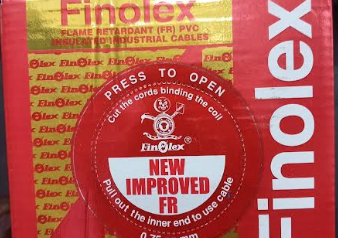 Finolex
FLAME RETARDANT (FR) PVC
INSULATED INDUSTRIAL CABLES
PRESS TO OPEN
Cut the cords binding the coil
FinOlex®
NEW
IMPROVED
FR
Pull out the inner end to use cable
Finolex